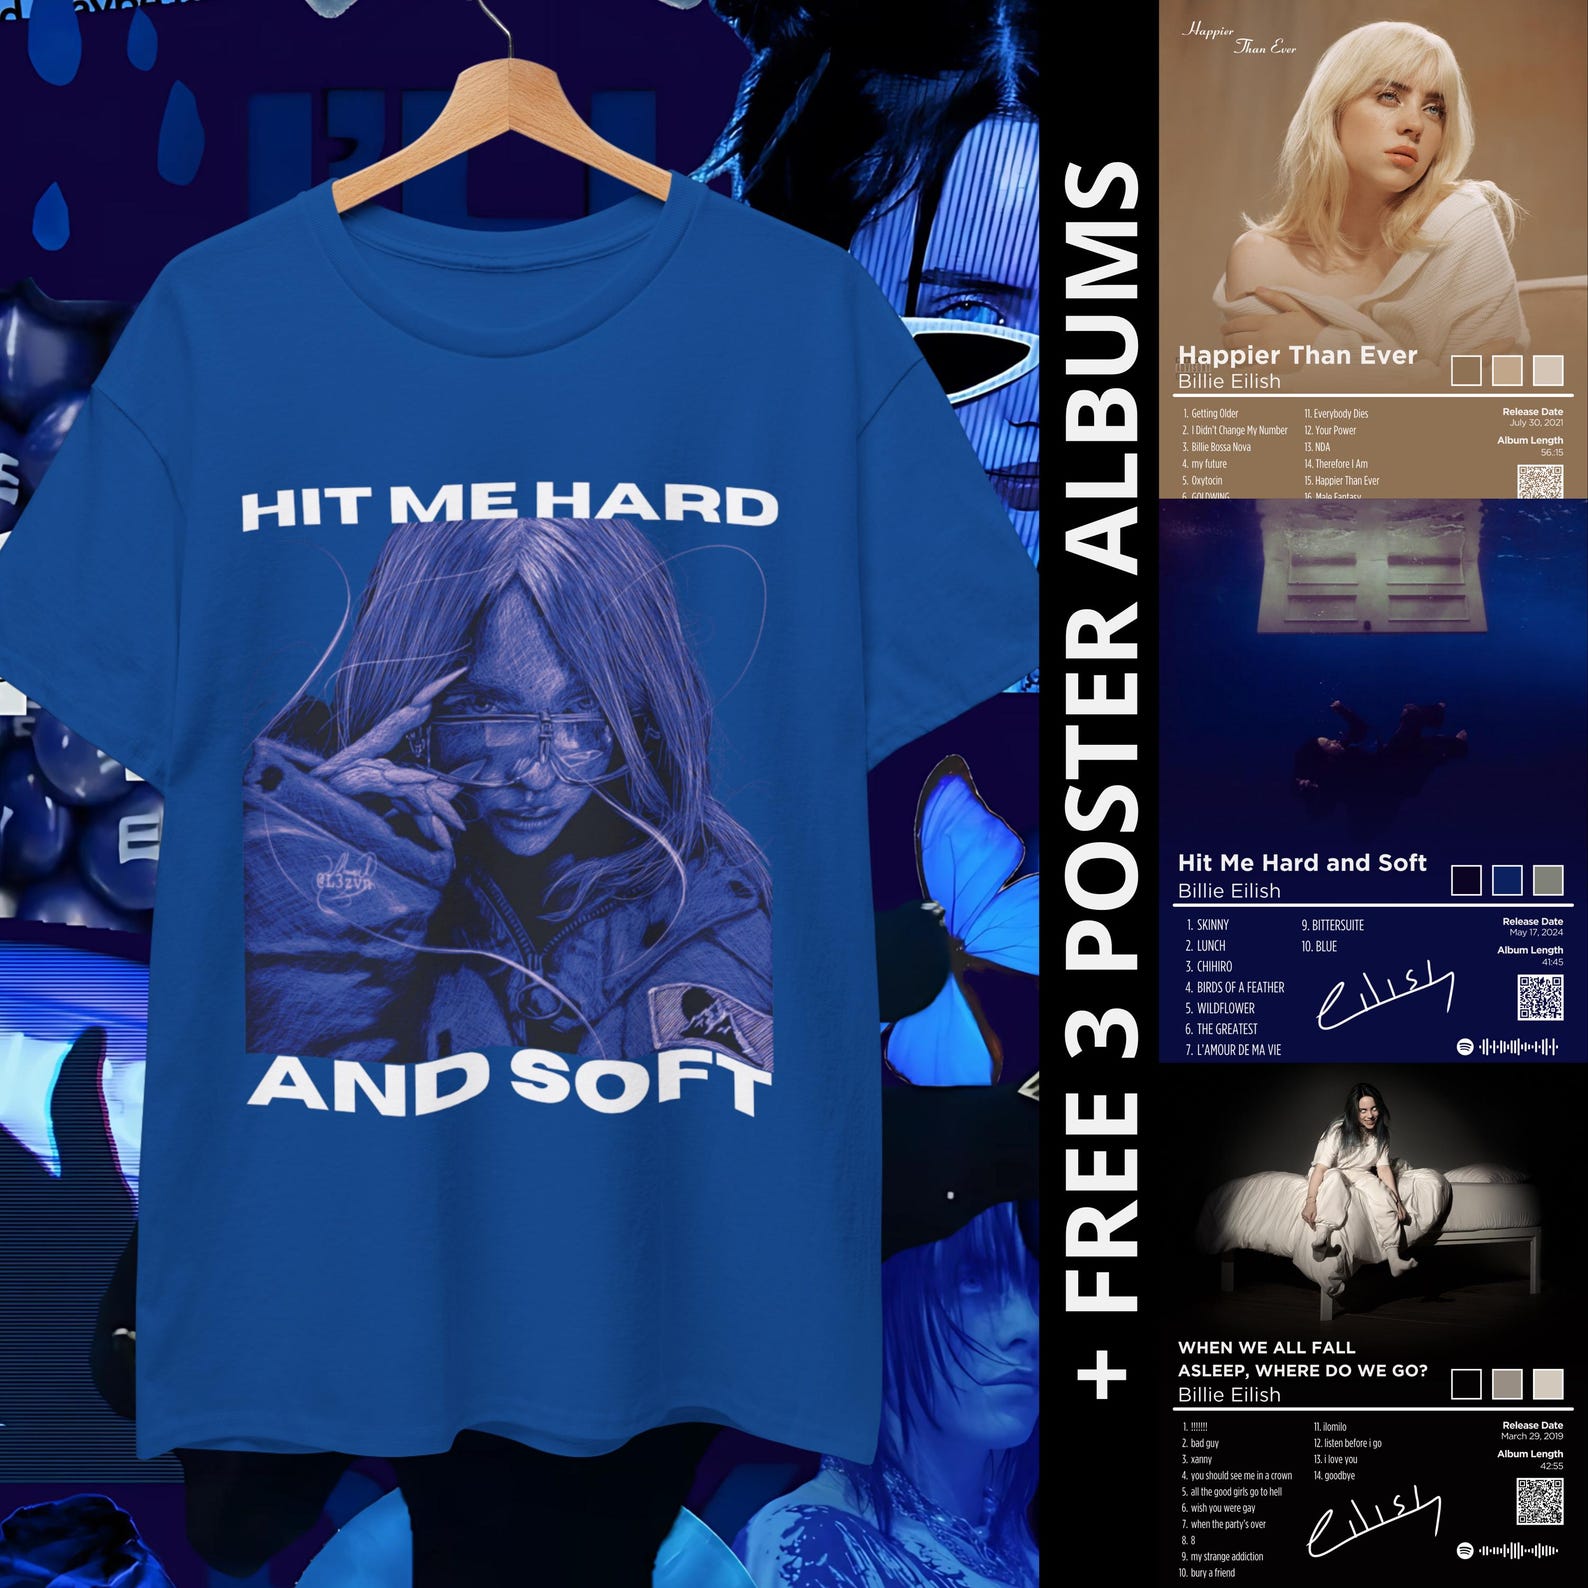 HIT ME HARD
@L3zvn
AND SOFT
+ FREE 3 POSTER ALBUMS
Happier
Than Ever
Happier Than Ever
Billie Eilish
1. Getting Older
2. I Didn't Change My Number
3. Billie Bossa Nova
4. my future
5. Oxytocin
6. GOLDWING
11. Everybody Dies
12. Your Power
13. NDA
14. Therefore I Am
15. Happier Than Ever
16. Male Fantasy
Release Date
July 30, 2021
Album Length
56:15
Hit Me Hard and Soft
Billie Eilish
1. SKINNY
2. LUNCH
3. CHIHIRO
4. BIRDS OF A FEATHER
5. WILDFLOWER
6. THE GREATEST
7. L'AMOUR DE MA VIE
9. BITTERSUITE
10. BLUE
Release Date
May 17, 2024
Album Length
41:45
eilish
WHEN WE ALL FALL
ASLEEP, WHERE DO WE GO?
Billie Eilish
1. !!!!!!!
2. bad guy
3. xanny
4. you should see me in a crown
5. all the good girls go to hell
6. wish you were gay
7. when the party's over
8. 8
9. my strange addiction
10. bury a friend
11. ilomilo
12. listen before i go
13. i love you
14. goodbye
Release Date
March 29, 2019
Album Length
42:55
eilish